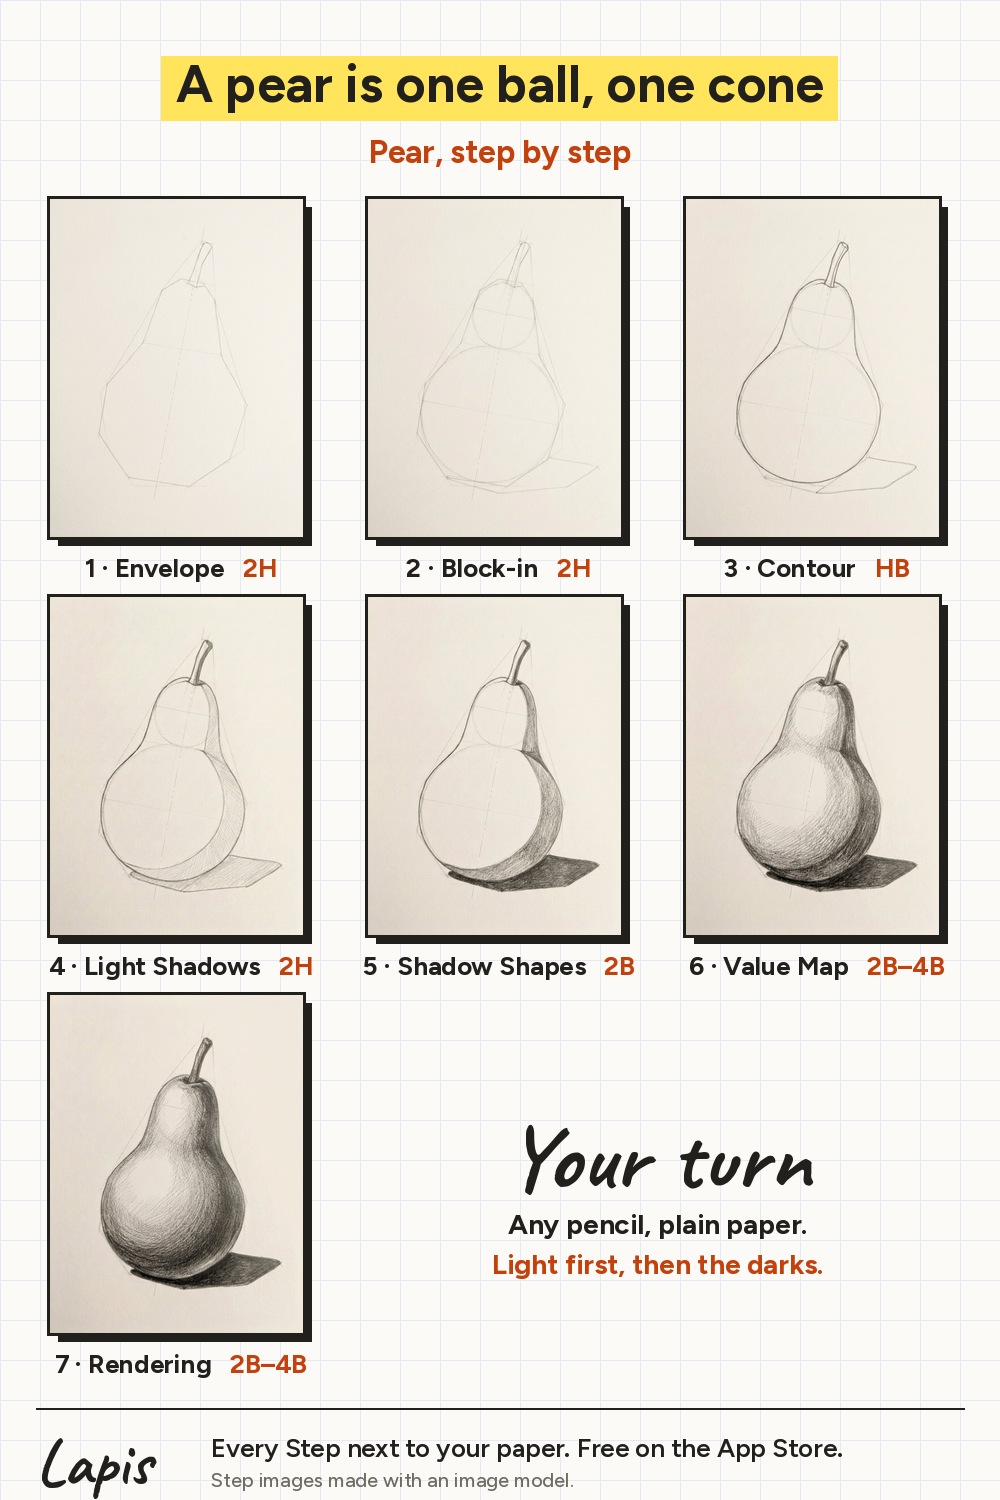 A pear is one ball, one cone
Pear, step by step
1 · Envelope 2H
2 · Block-in 2H
3 · Contour HB
4 · Light Shadows 2H
5 · Shadow Shapes 2B
6 · Value Map 2B–4B
7 · Rendering 2B–4B
Your turn
Any pencil, plain paper.
Light first, then the darks.
Lapis
Every Step next to your paper. Free on the App Store.
Step images made with an image model.